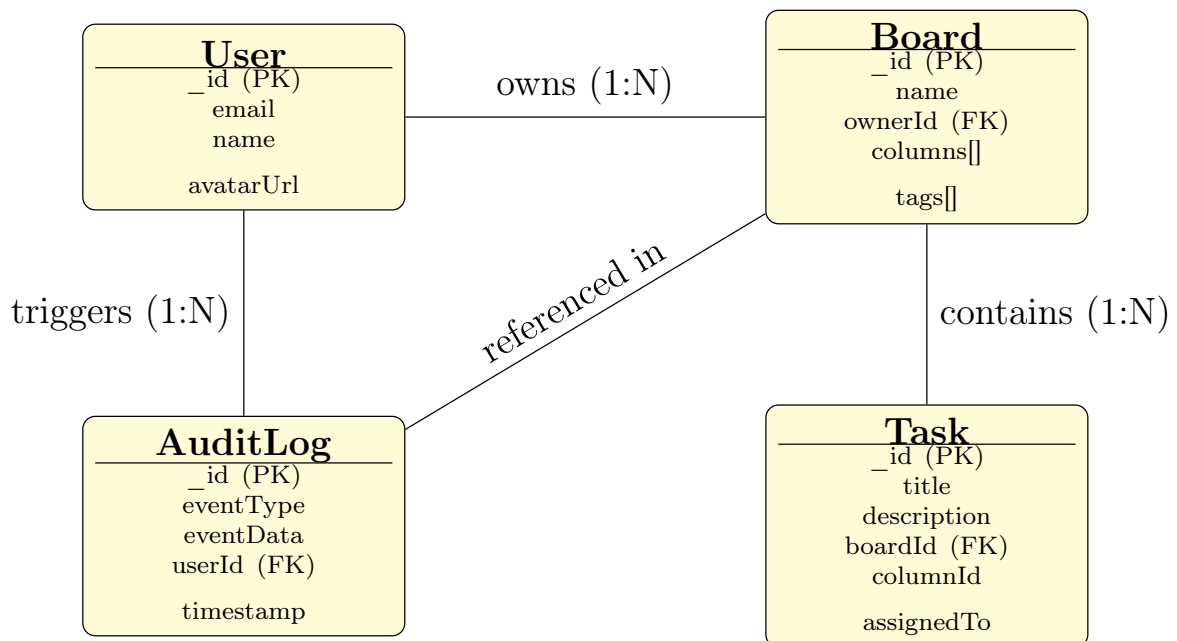 User
_id (PK)
email
name
avatarUrl
owns (1:N)
Board
_id (PK)
name
ownerId (FK)
columns[]
tags[]
triggers (1:N)
referenced in
contains (1:N)
AuditLog
_id (PK)
eventType
eventData
userId (FK)
timestamp
Task
_id (PK)
title
description
boardId (FK)
columnId
assignedTo